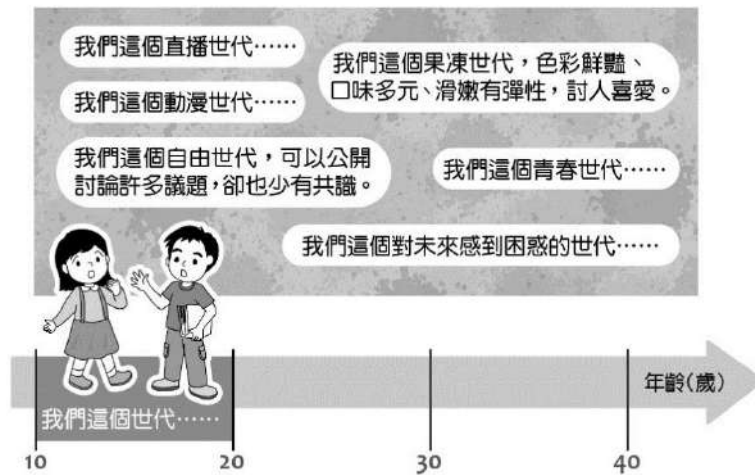 我們這個直播世代……
我們這個動漫世代……
我們這個果凍世代，色彩鮮豔、
口味多元、滑嫩有彈性，討人喜愛。
我們這個自由世代，可以公開
討論許多議題，卻也少有共識。
我們這個青春世代……
我們這個對未來感到困惑的世代……
我們這個世代……
年齡(歲)
10 20 30 40